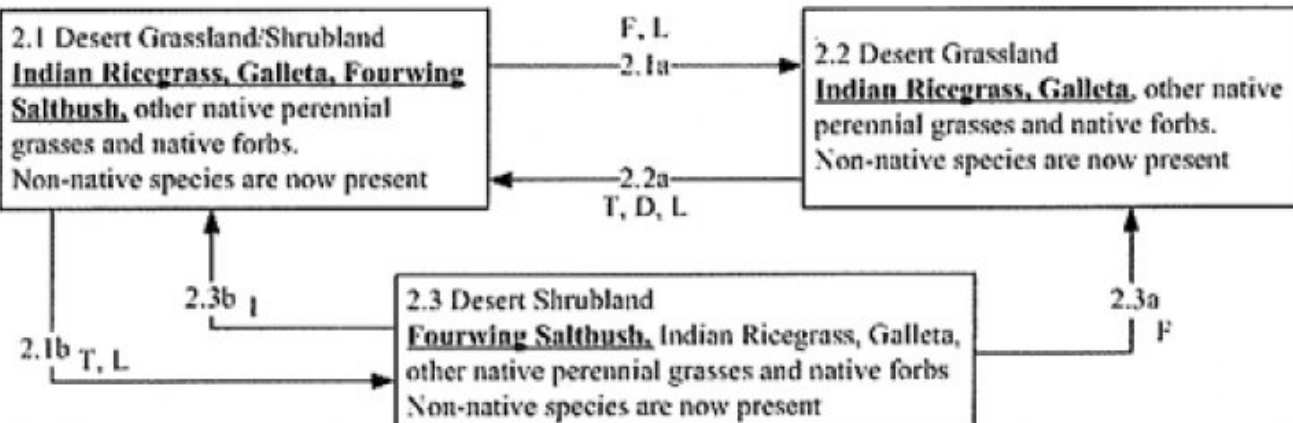 2.1 Desert Grassland/Shrubland
Indian Ricegrass, Galleta, Fourwing
Saltbush, other native perennial
grasses and native forbs.
Non-native species are now present
F, L
2.1a
2.2 Desert Grassland
Indian Ricegrass, Galleta, other native
perennial grasses and native forbs.
Non-native species are now present
2.2a
T, D, L
2.3b
2.1b T, L
2.3 Desert Shrubland
Fourwing Saltbush, Indian Ricegrass, Galleta,
other native perennial grasses and native forbs
Non-native species are now present
2.3a
F